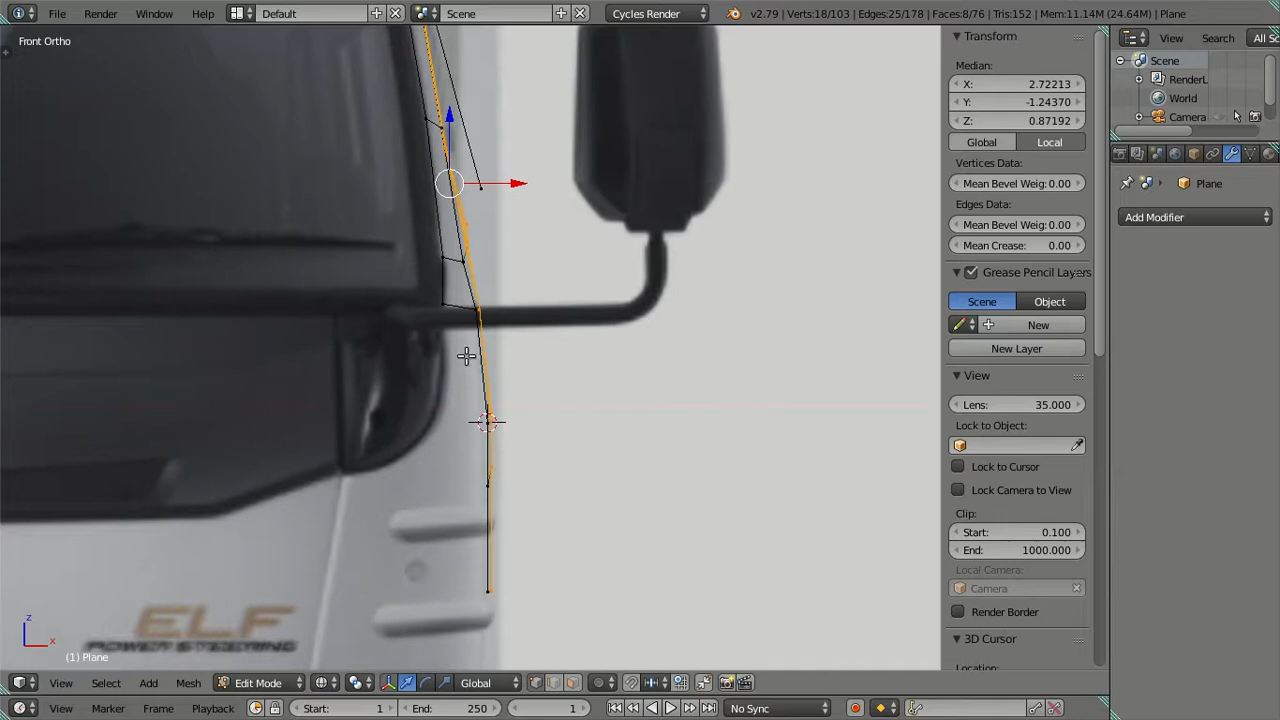 File Render Window Help Default Scene Cycles Render v2.79 | Verts:18/103 | Edges:25/178 | Faces:8/76 | Tris:152 | Mem:11.14M (24.64M) | Plane
Front Ortho
Transform
Median:
X: 2.72213
Y: -1.24370
Z: 0.87192
Global Local
Vertices Data:
Mean Bevel Weig:0.00
Edges Data:
Mean Bevel Weig:0.00
Mean Crease: 0.00
Grease Pencil Layers
Scene Object
New
New Layer
View
Lens: 35.000
Lock to Object:
Lock to Cursor
Lock Camera to View
Clip:
Start: 0.100
End: 1000.000
Local Camera:
Camera
Render Border
3D Cursor
Location:
View Search All Sc
Scene
RenderL
World
Camera
Plane
Add Modifier
ELF
POWER STEERING
(1) Plane
View Select Add Mesh Edit Mode Global
View Marker Frame Playback Start: 1 End: 250 1 No Sync